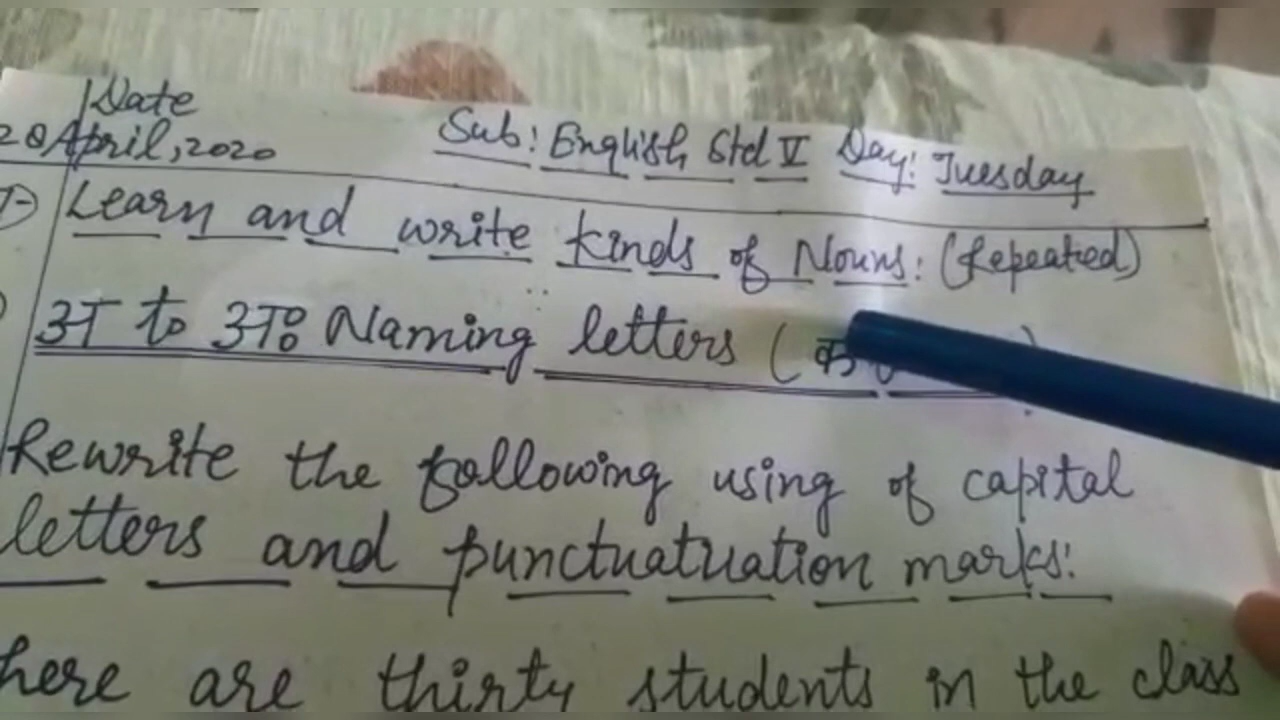 Date
28 April, 2020 Sub: English Std V Day: Tuesday
Learn and write kinds of Nouns: (Repeated)
अ to अः Naming letters (
Rewrite the following using of capital
letters and punctuatuation marks:
here are thirty students in the class